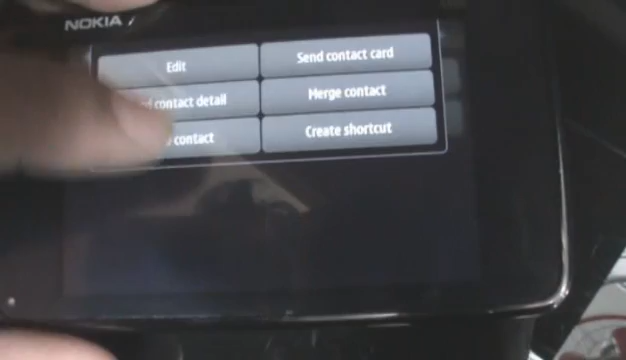 NOKIA
Edit
Send contact card
contact detail
Merge contact
contact
Create shortcut